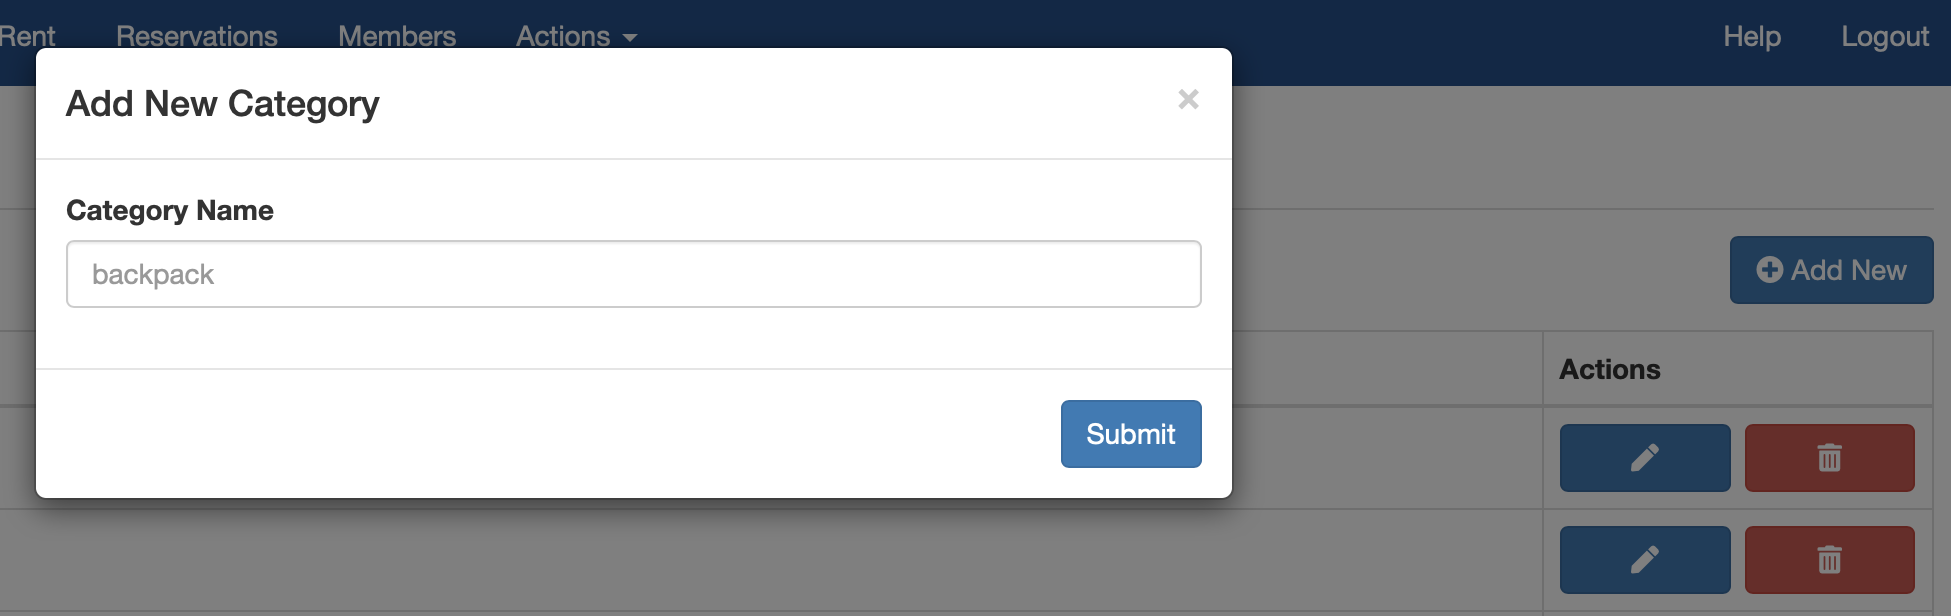 Rent Reservations Members Actions Help Logout
Add New Category ×
Category Name
backpack
Add New
Actions
Submit